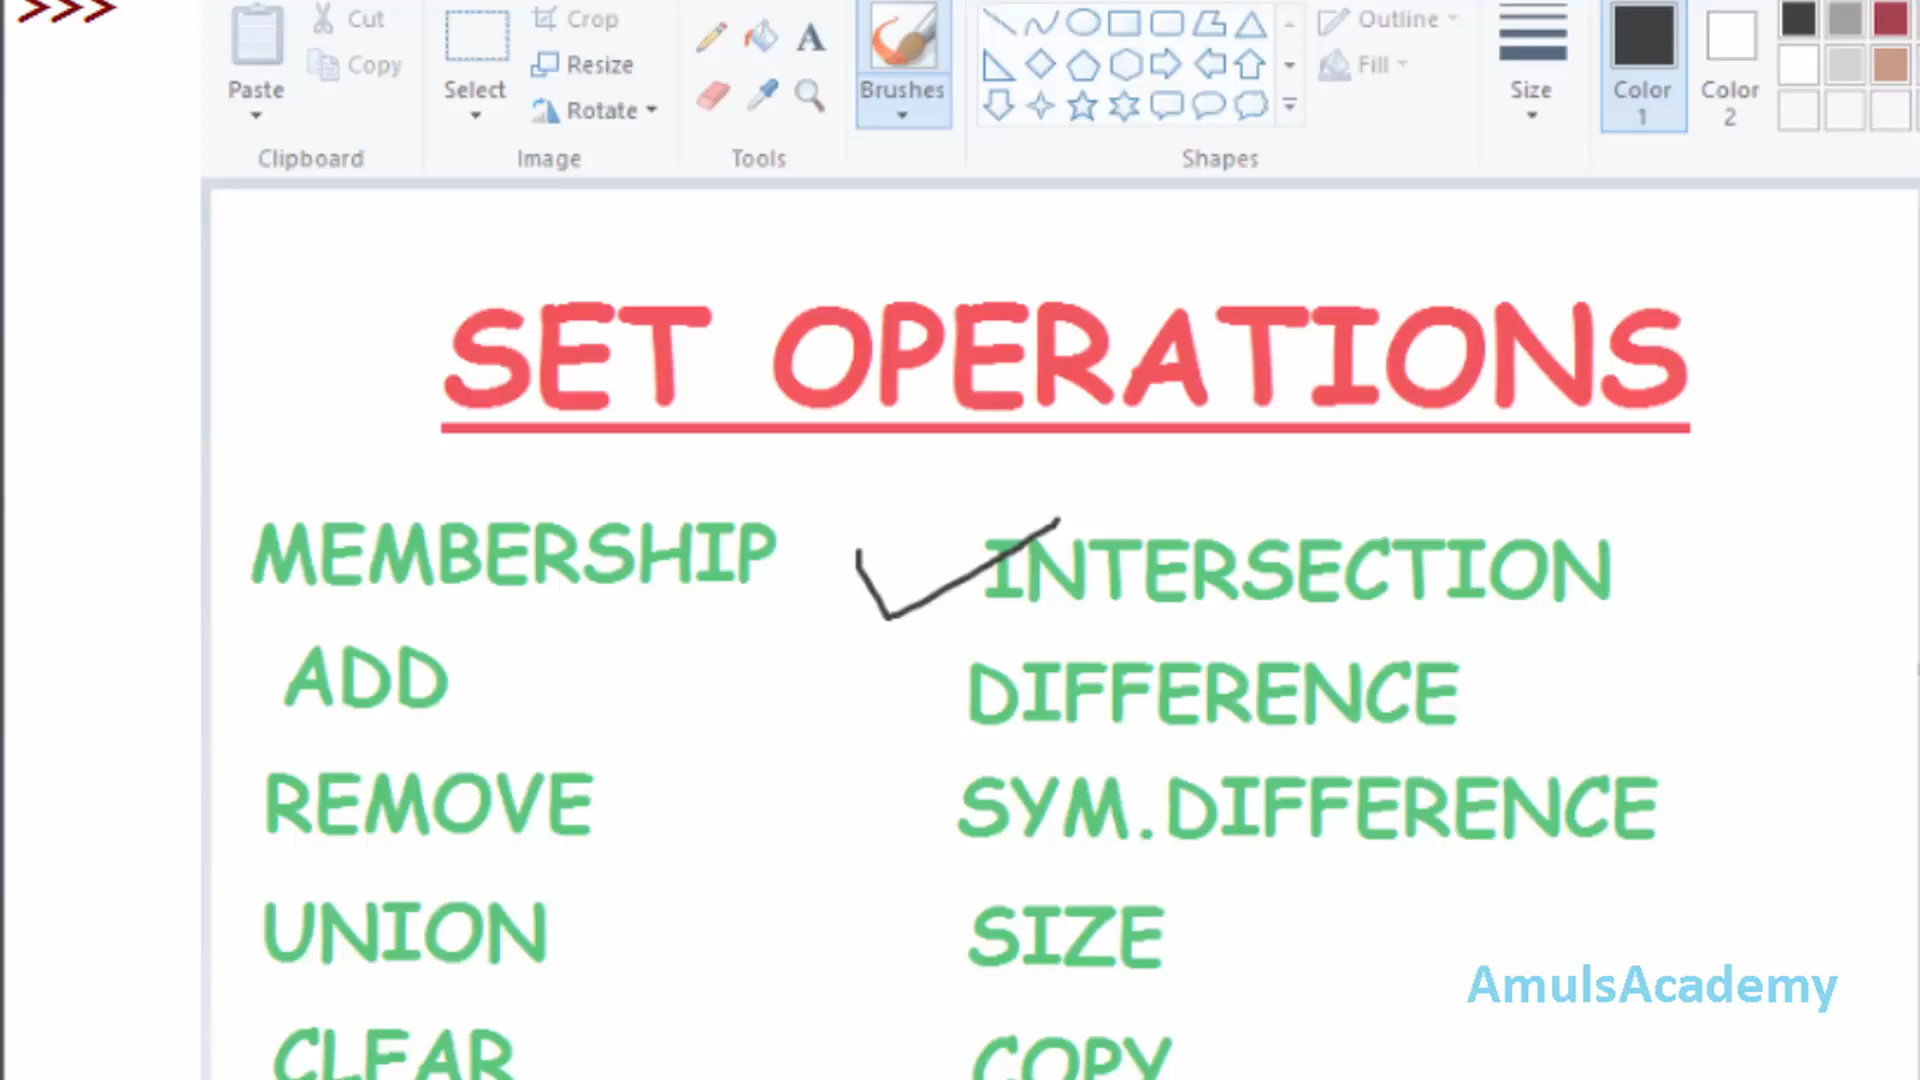 >>>
Cut
Copy
Paste
Clipboard
Select
Crop
Resize
Rotate
Image
A
Tools
Brushes
Shapes
Outline
Fill
Size
Color
1
Color
2
SET OPERATIONS
MEMBERSHIP
ADD
REMOVE
UNION
CLEAR
INTERSECTION
DIFFERENCE
SYM.DIFFERENCE
SIZE
COPY
AmulsAcademy